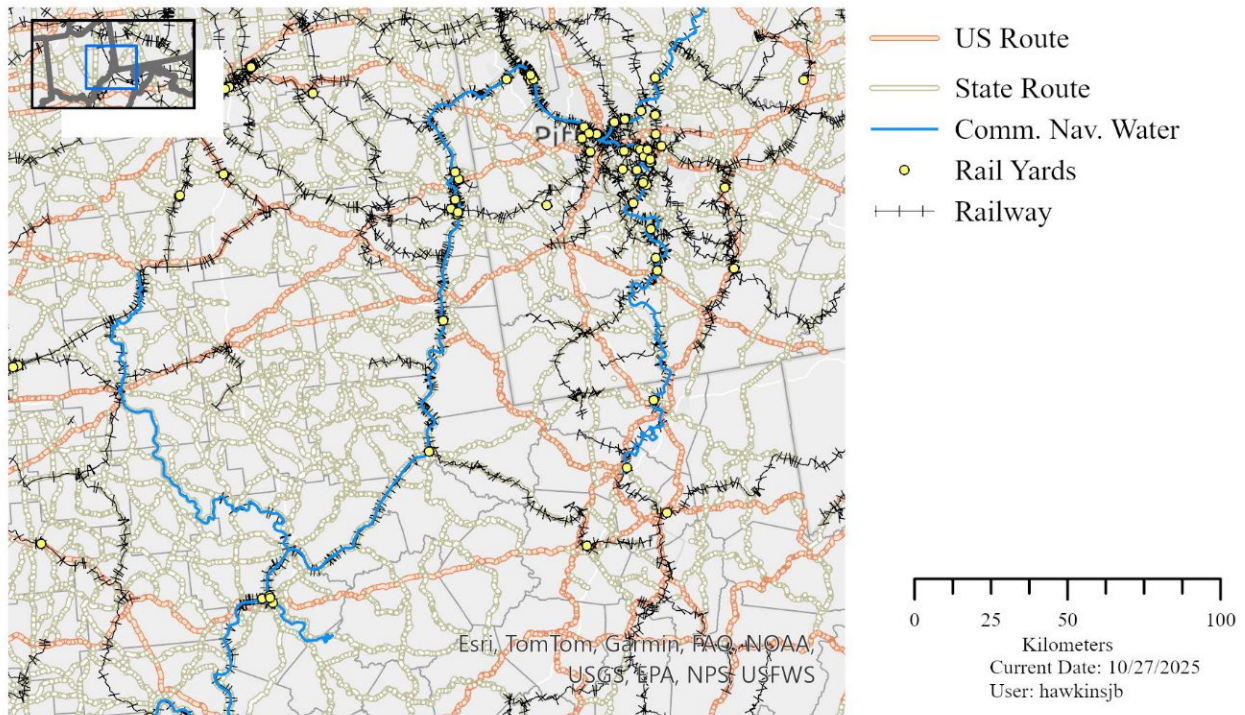 US Route
State Route
Comm. Nav. Water
Rail Yards
Railway
Esri, TomTom, Garmin, FAO, NOAA,
USGS, EPA, NPS, USFWS
0 25 50 100
Kilometers
Current Date: 10/27/2025
User: hawkinsjb